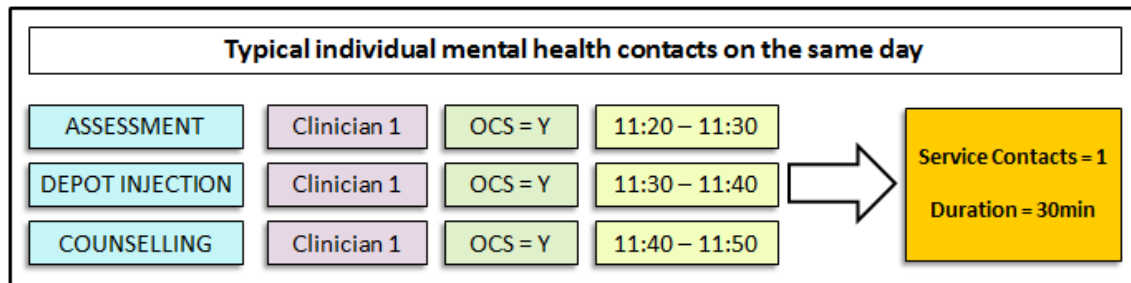 Typical individual mental health contacts on the same day
ASSESSMENT Clinician 1 OCS = Y 11:20 – 11:30
DEPOT INJECTION Clinician 1 OCS = Y 11:30 – 11:40
COUNSELLING Clinician 1 OCS = Y 11:40 – 11:50
Service Contacts = 1
Duration = 30min